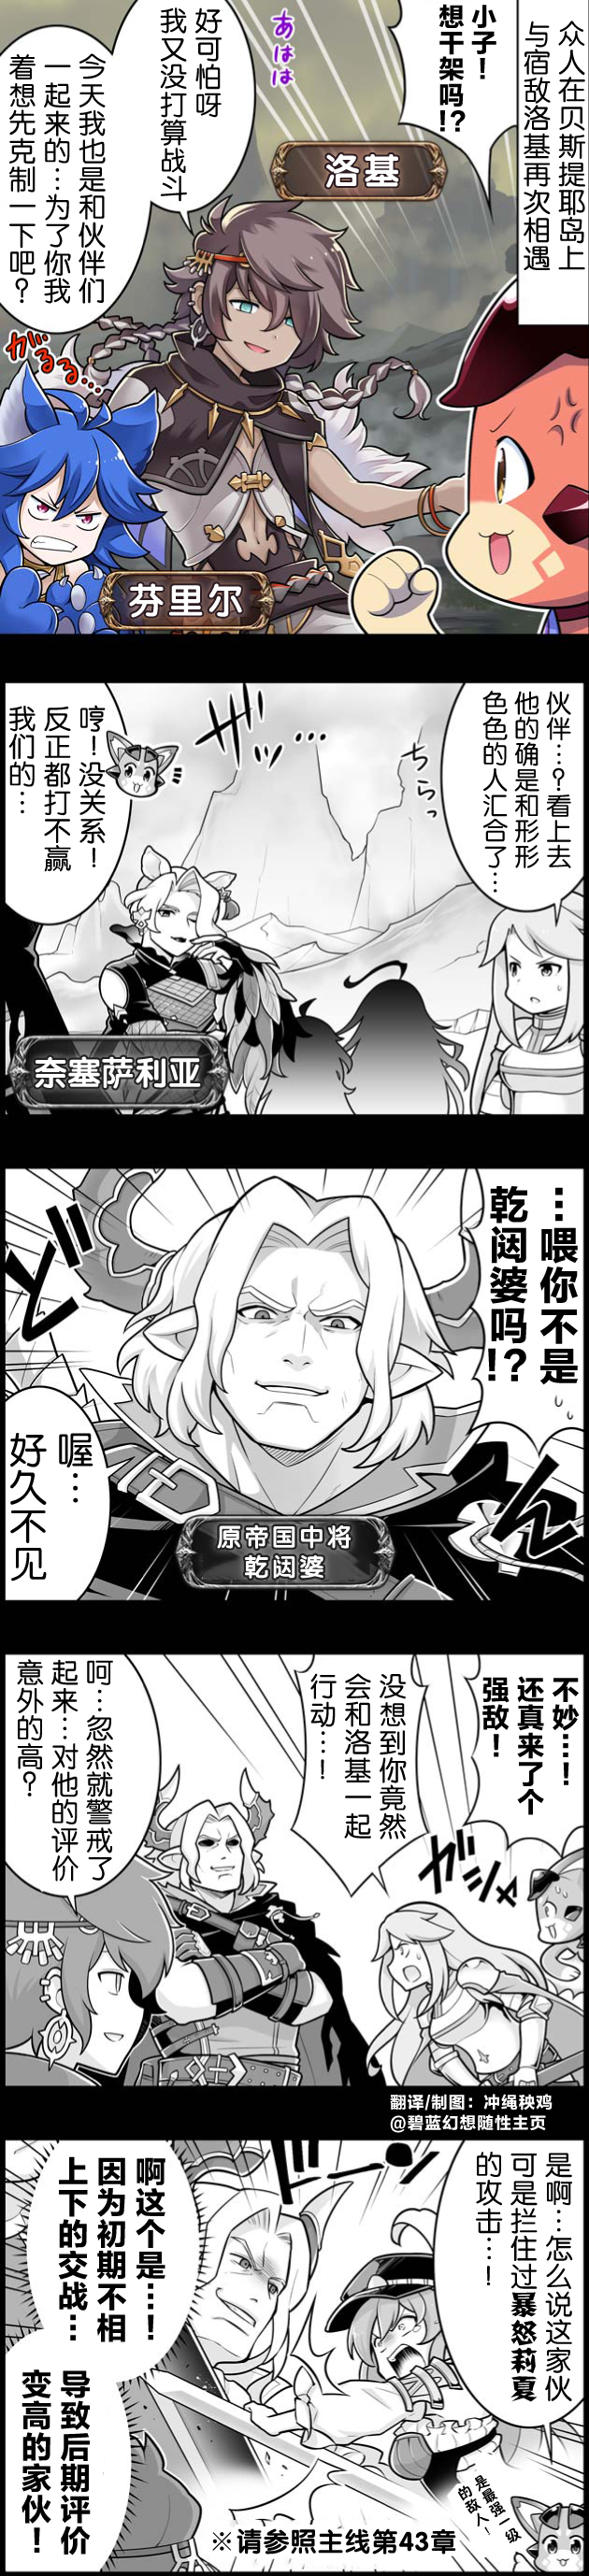 众人在贝斯提耶岛上
与宿敌洛基再次相遇
小子！
想干架吗！?
あはは
洛基
好可怕呀
我又没打算战斗
今天我也是和伙伴们
一起来的…为了你我
着想先克制一下吧？
がるる…
芬里尔
伙伴…？看上去
他的确是和形形
色色的人汇合了…
ちらっ
哼！没关系！
反正都打不赢
我们的…
奈塞萨利亚
…喂你不是
乾闼婆吗！?
喔…
好久不见
原帝国中将
乾闼婆
不妙…！
还真来了个
强敌！
没想到你竟然
会和洛基一起
行动…！
呵…忽然就警戒了
起来…对他的评价
意外的高？
翻译/制图：冲绳秧鸡
@碧蓝幻想随性主页
是啊…怎么说这家伙
可是拦住过暴怒莉夏
的攻击…！
啊这个是…！
因为初期不相
上下的交战…
导致后期评价
变高的家伙！
是最强一级
的敌人！
※请参照主线第43章